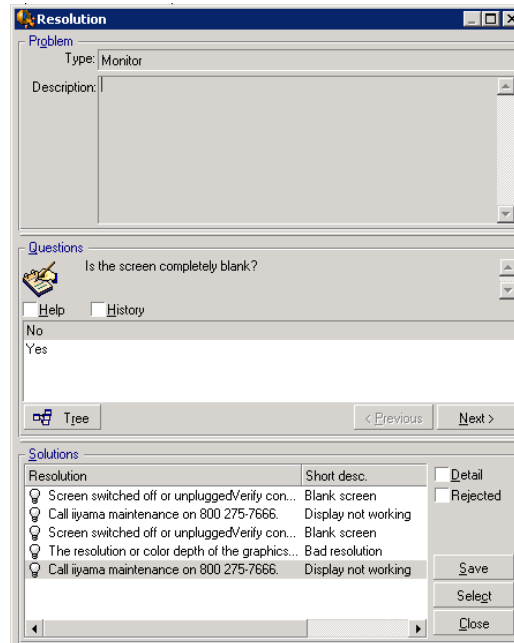 Resolution
Problem
Type: Monitor
Description:
Questions
Is the screen completely blank?
Help History
No
Yes
Tree < Previous Next >
Solutions
Resolution Short desc. Detail
Screen switched off or unpluggedVerify con... Blank screen Rejected
Call iiyama maintenance on 800 275-7666. Display not working
Screen switched off or unpluggedVerify con... Blank screen
The resolution or color depth of the graphics... Bad resolution
Call iiyama maintenance on 800 275-7666. Display not working Save
Select
Close